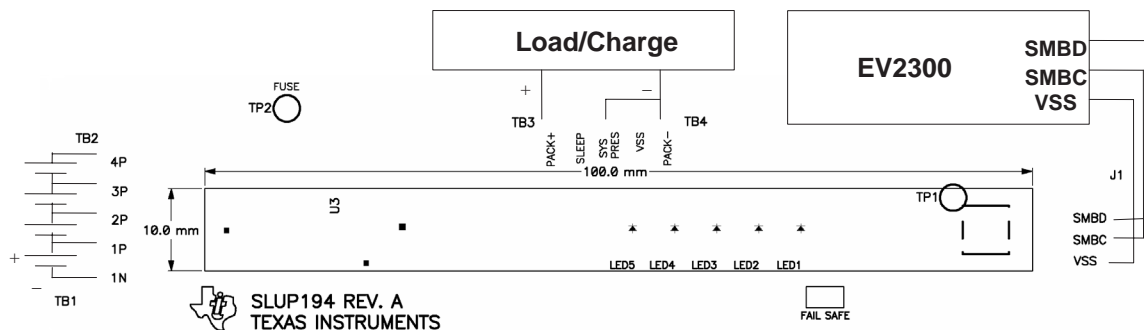 Load/Charge
EV2300
SMBD
SMBC
VSS
+
−
FUSE
TP2
TB3
PACK+
SLEEP
SYS
PRES
VSS
PACK-
TB4
TB2
4P
3P
2P
1P
1N
+
−
TB1
100.0 mm
10.0 mm
U3
TP1
J1
SMBD
SMBC
VSS
LED5
LED4
LED3
LED2
LED1
SLUP194 REV. A
TEXAS INSTRUMENTS
FAIL SAFE